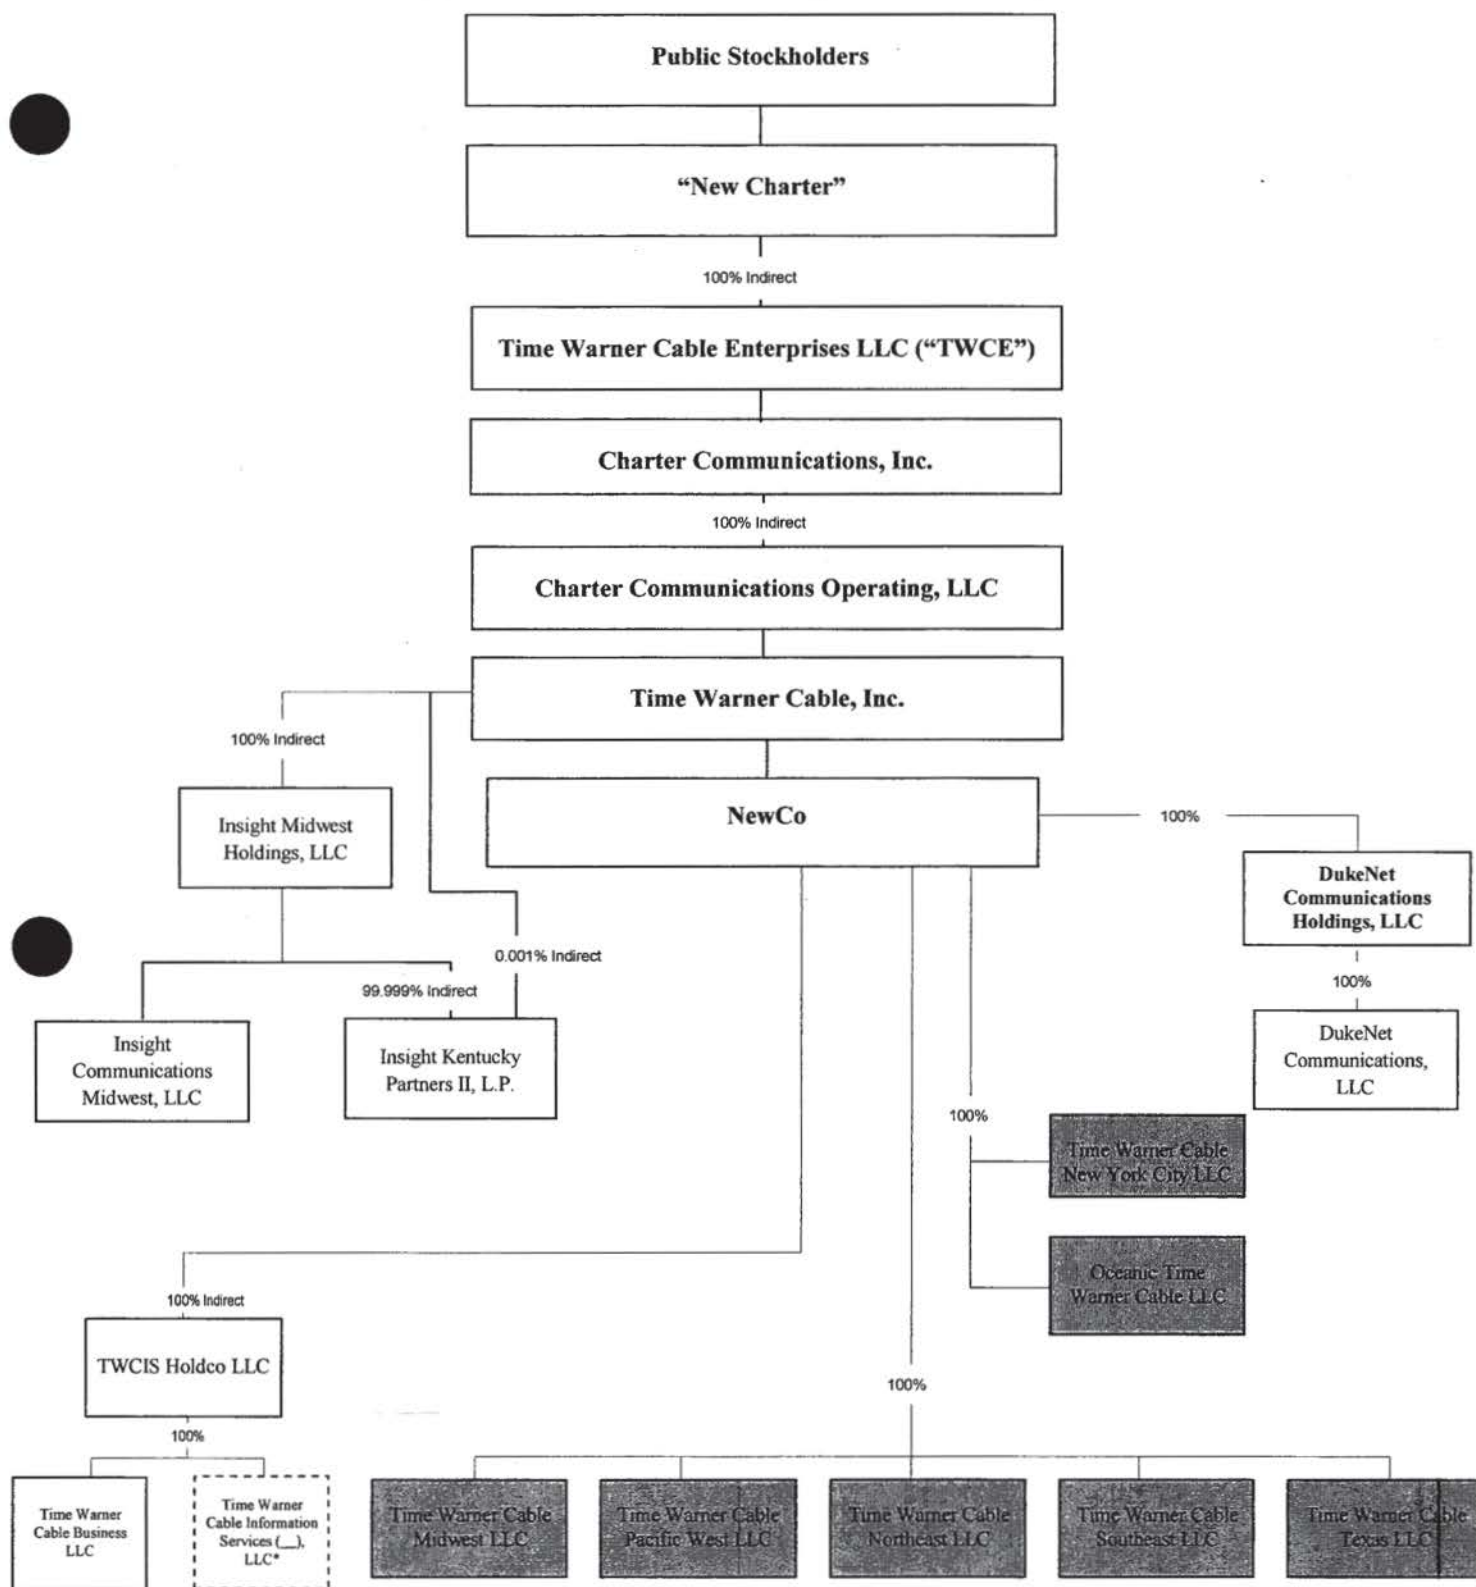 Public Stockholders
“New Charter”
100% Indirect
Time Warner Cable Enterprises LLC (“TWCE”)
Charter Communications, Inc.
100% Indirect
Charter Communications Operating, LLC
Time Warner Cable, Inc.
100% Indirect
Insight Midwest
Holdings, LLC
NewCo
100%
DukeNet
Communications
Holdings, LLC
0.001% Indirect
99.999% Indirect
100%
Insight
Communications
Midwest, LLC
Insight Kentucky
Partners II, L.P.
DukeNet
Communications,
LLC
100%
Time Warner Cable
New York City LLC
Oceanic Time
Warner Cable LLC
100% Indirect
TWCIS Holdco LLC
100%
100%
Time Warner
Cable Business
LLC
Time Warner
Cable Information
Services (__),
LLC*
Time Warner Cable
Midwest LLC
Time Warner Cable
Pacific West LLC
Time Warner Cable
Northeast LLC
Time Warner Cable
Southeast LLC
Time Warner Cable
Texas LLC